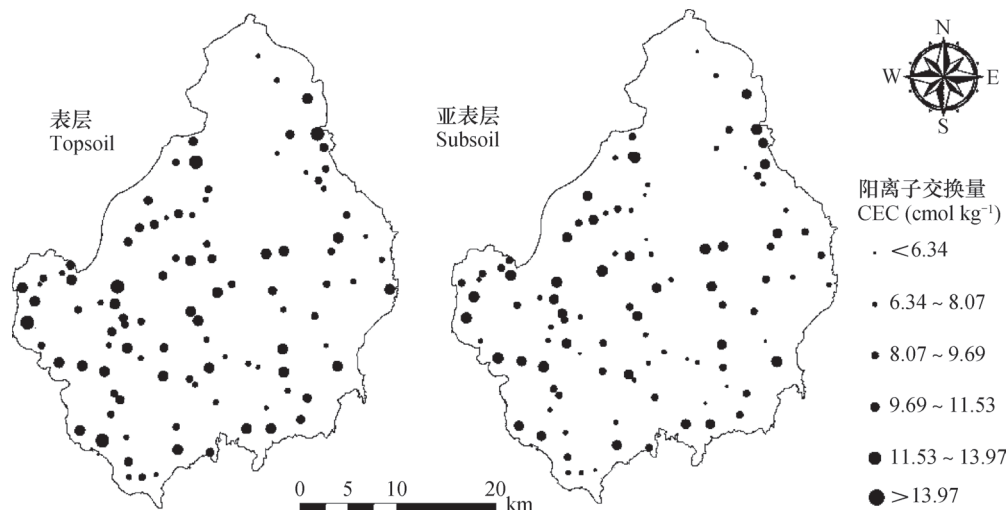 表层
Topsoil
亚表层
Subsoil
N
W
E
S
阳离子交换量
CEC (cmol kg⁻¹)
<6.34
6.34~8.07
8.07~9.69
9.69~11.53
11.53~13.97
>13.97
0 5 10 20
km